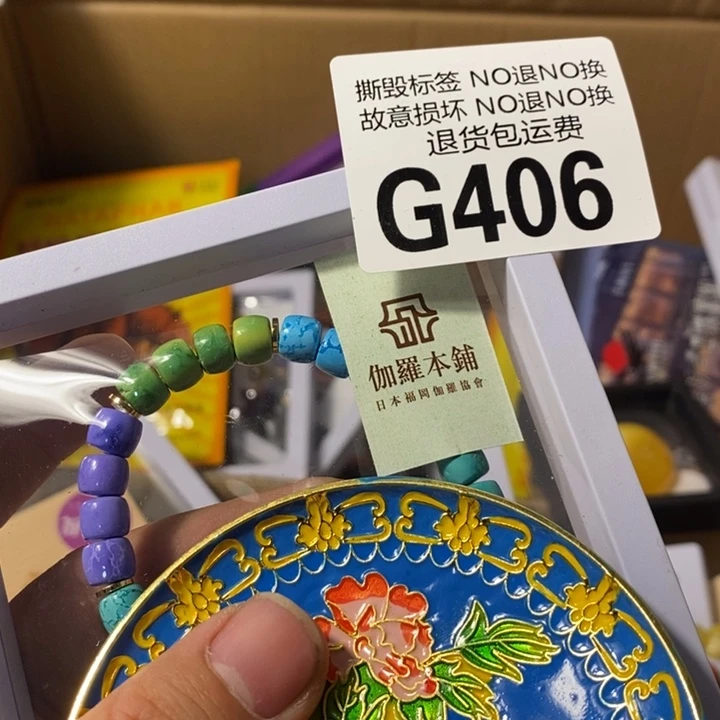 撕毁标签 NO退NO换
故意损坏 NO退NO换
退货包运费
G406
伽羅本鋪
日本福岡伽羅協會